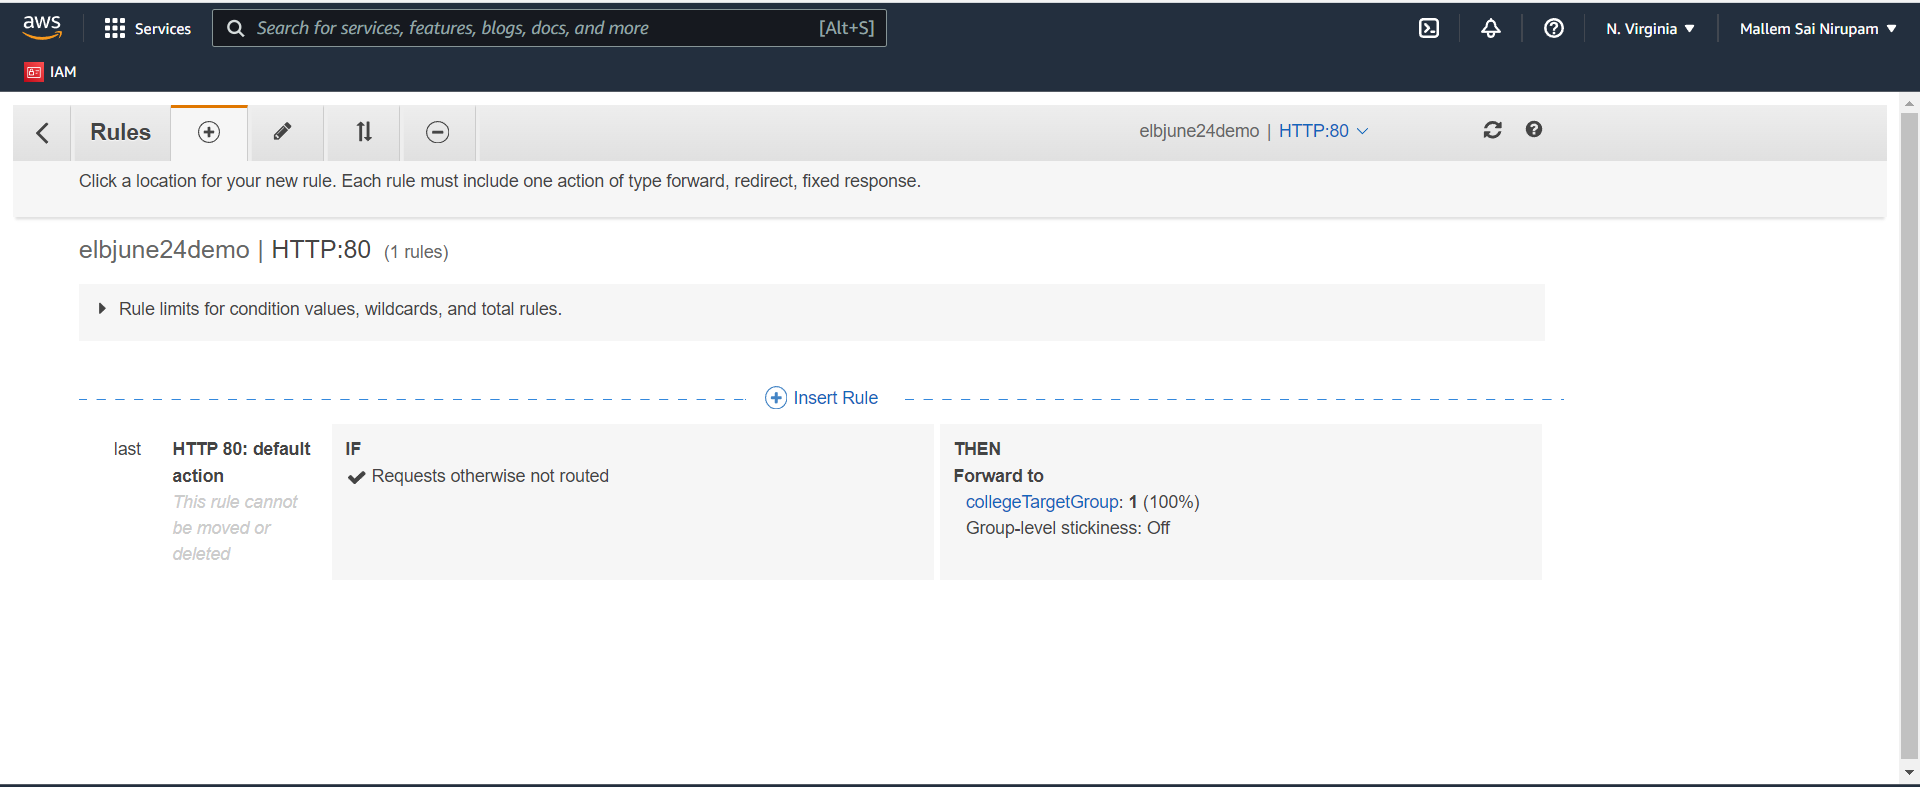 aws
Services
Search for services, features, blogs, docs, and more
[Alt+S]
N. Virginia
Mallem Sai Nirupam
IAM
Rules
elbjune24demo | HTTP:80
Click a location for your new rule. Each rule must include one action of type forward, redirect, fixed response.
elbjune24demo | HTTP:80 (1 rules)
Rule limits for condition values, wildcards, and total rules.
Insert Rule
last
HTTP 80: default
action
This rule cannot
be moved or
deleted
IF
Requests otherwise not routed
THEN
Forward to
collegeTargetGroup: 1 (100%)
Group-level stickiness: Off